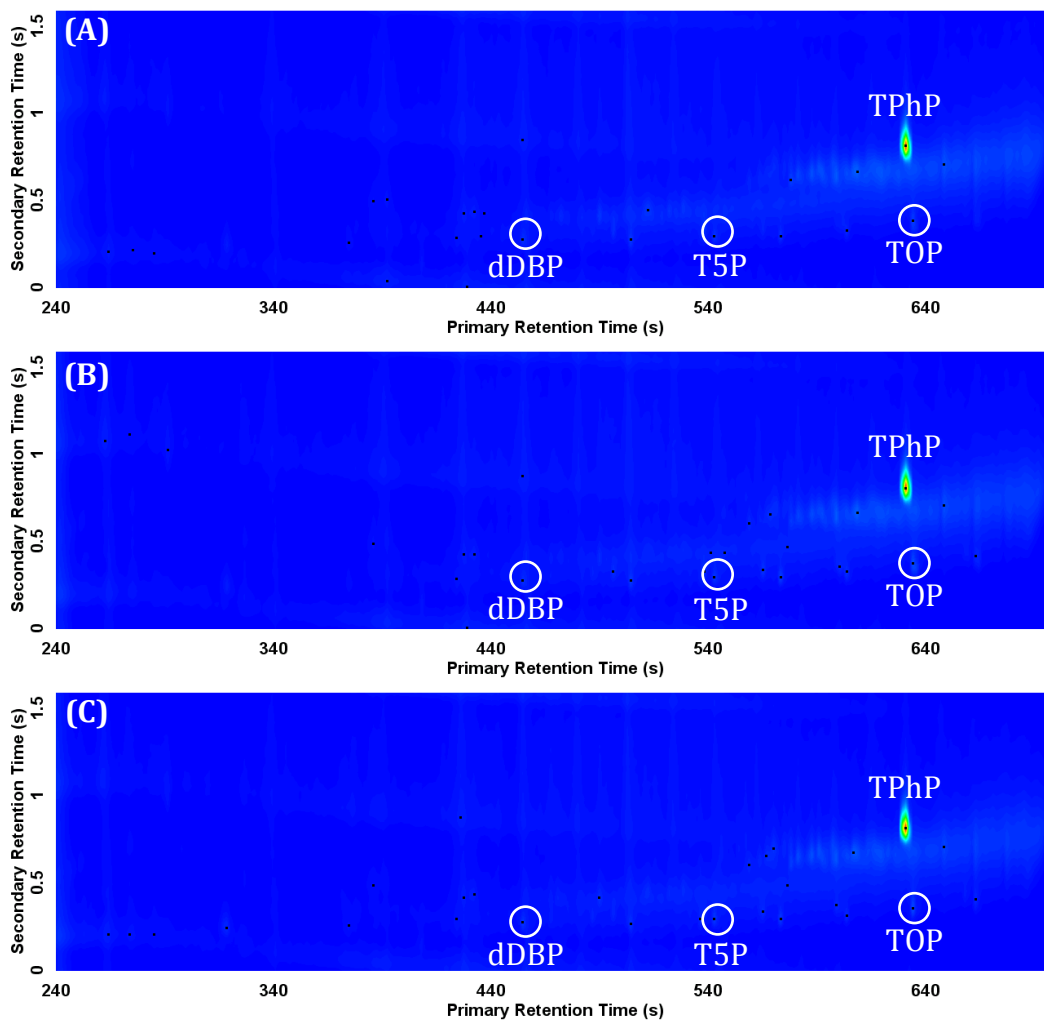 (A)
TPhP
dDBP
T5P
TOP
Secondary Retention Time (s)
0
0.5
1
1.5
240
340
440
540
640
Primary Retention Time (s)
(B)
TPhP
dDBP
T5P
TOP
Secondary Retention Time (s)
0
0.5
1
1.5
240
340
440
540
640
Primary Retention Time (s)
(C)
TPhP
dDBP
T5P
TOP
Secondary Retention Time (s)
0
0.5
1
1.5
240
340
440
540
640
Primary Retention Time (s)